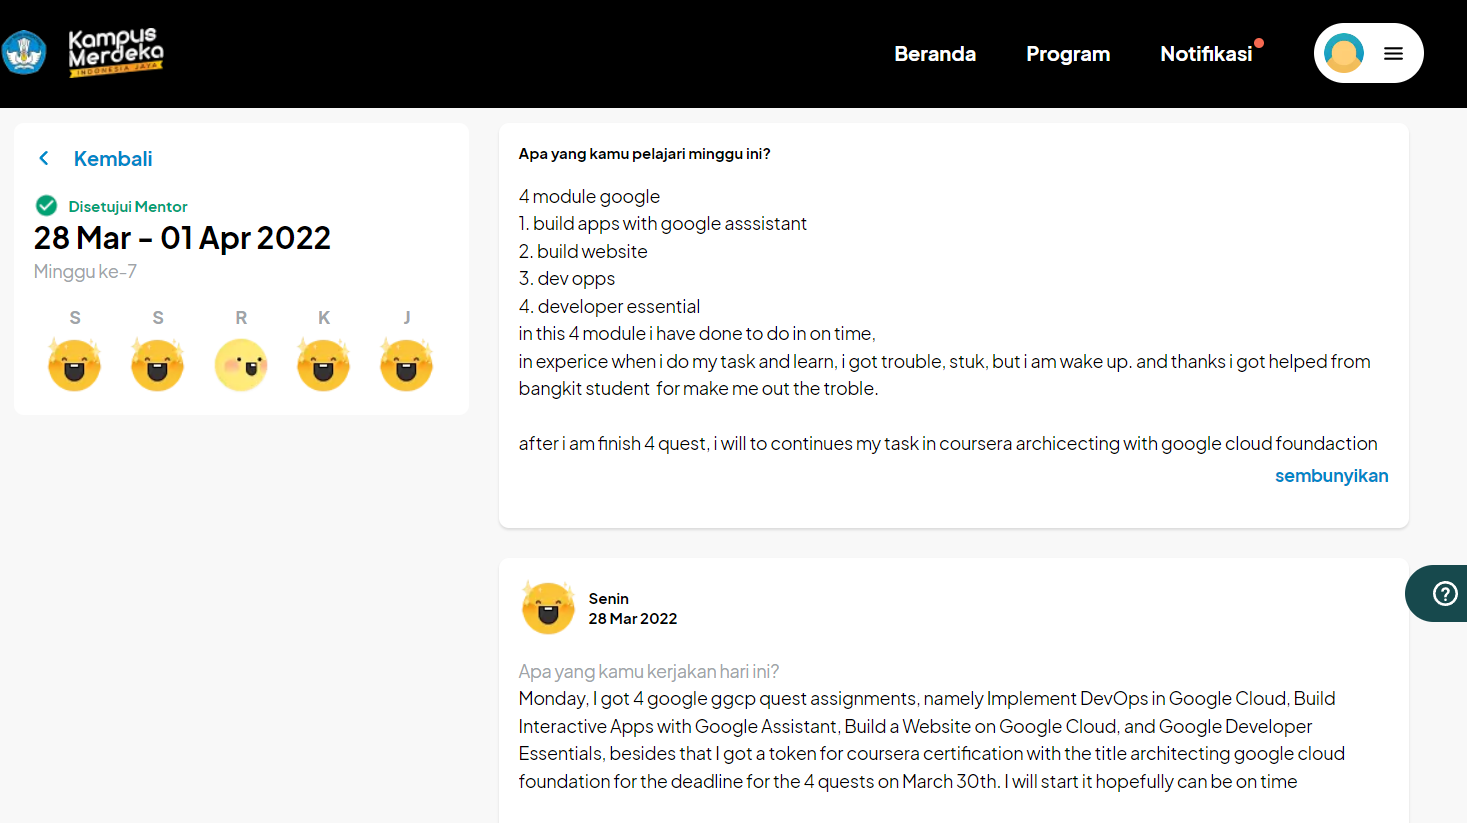 Kampus
Merdeka
INDONESIA JAYA
Beranda
Program
Notifikasi
Kembali
Disetujui Mentor
28 Mar - 01 Apr 2022
Minggu ke-7
S S R K J
Apa yang kamu pelajari minggu ini?
4 module google
1. build apps with google asssistant
2. build website
3. dev opps
4. developer essential
in this 4 module i have done to do in on time,
in experice when i do my task and learn, i got trouble, stuk, but i am wake up. and thanks i got helped from
bangkit student for make me out the troble.
after i am finish 4 quest, i will to continues my task in coursera archicecting with google cloud foundaction
sembunyikan
Senin
28 Mar 2022
Apa yang kamu kerjakan hari ini?
Monday, I got 4 google ggcp quest assignments, namely Implement DevOps in Google Cloud, Build
Interactive Apps with Google Assistant, Build a Website on Google Cloud, and Google Developer
Essentials, besides that I got a token for coursera certification with the title architecting google cloud
foundation for the deadline for the 4 quests on March 30th. I will start it hopefully can be on time